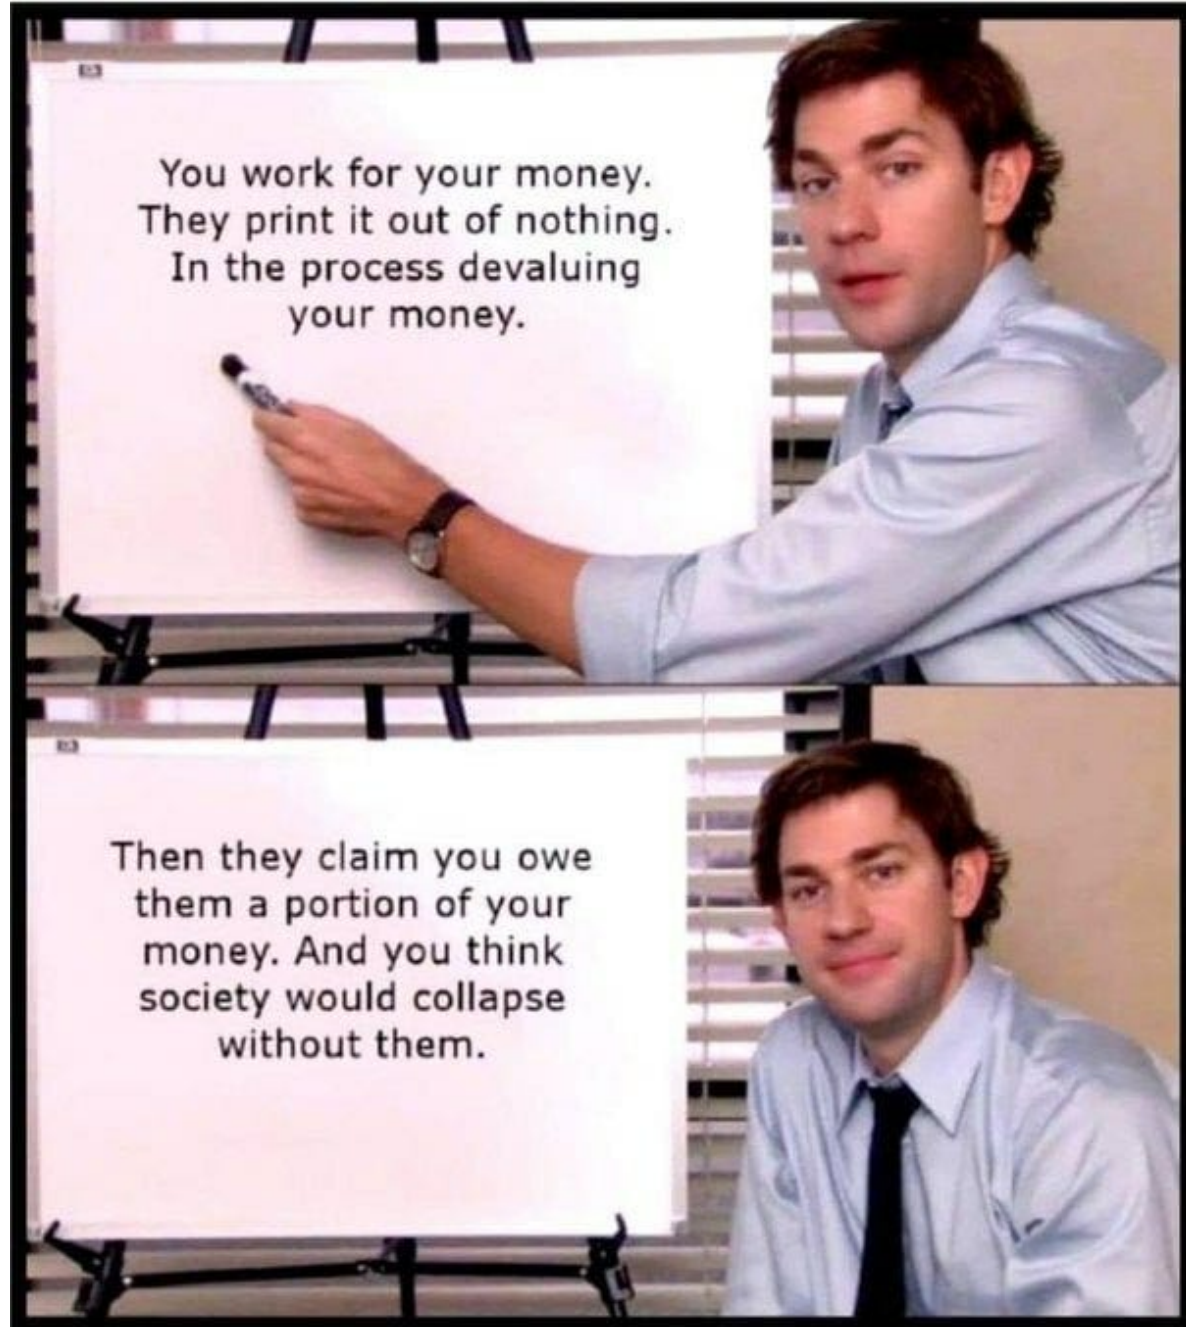 You work for your money.
They print it out of nothing.
In the process devaluing
your money.
Then they claim you owe
them a portion of your
money. And you think
society would collapse
without them.